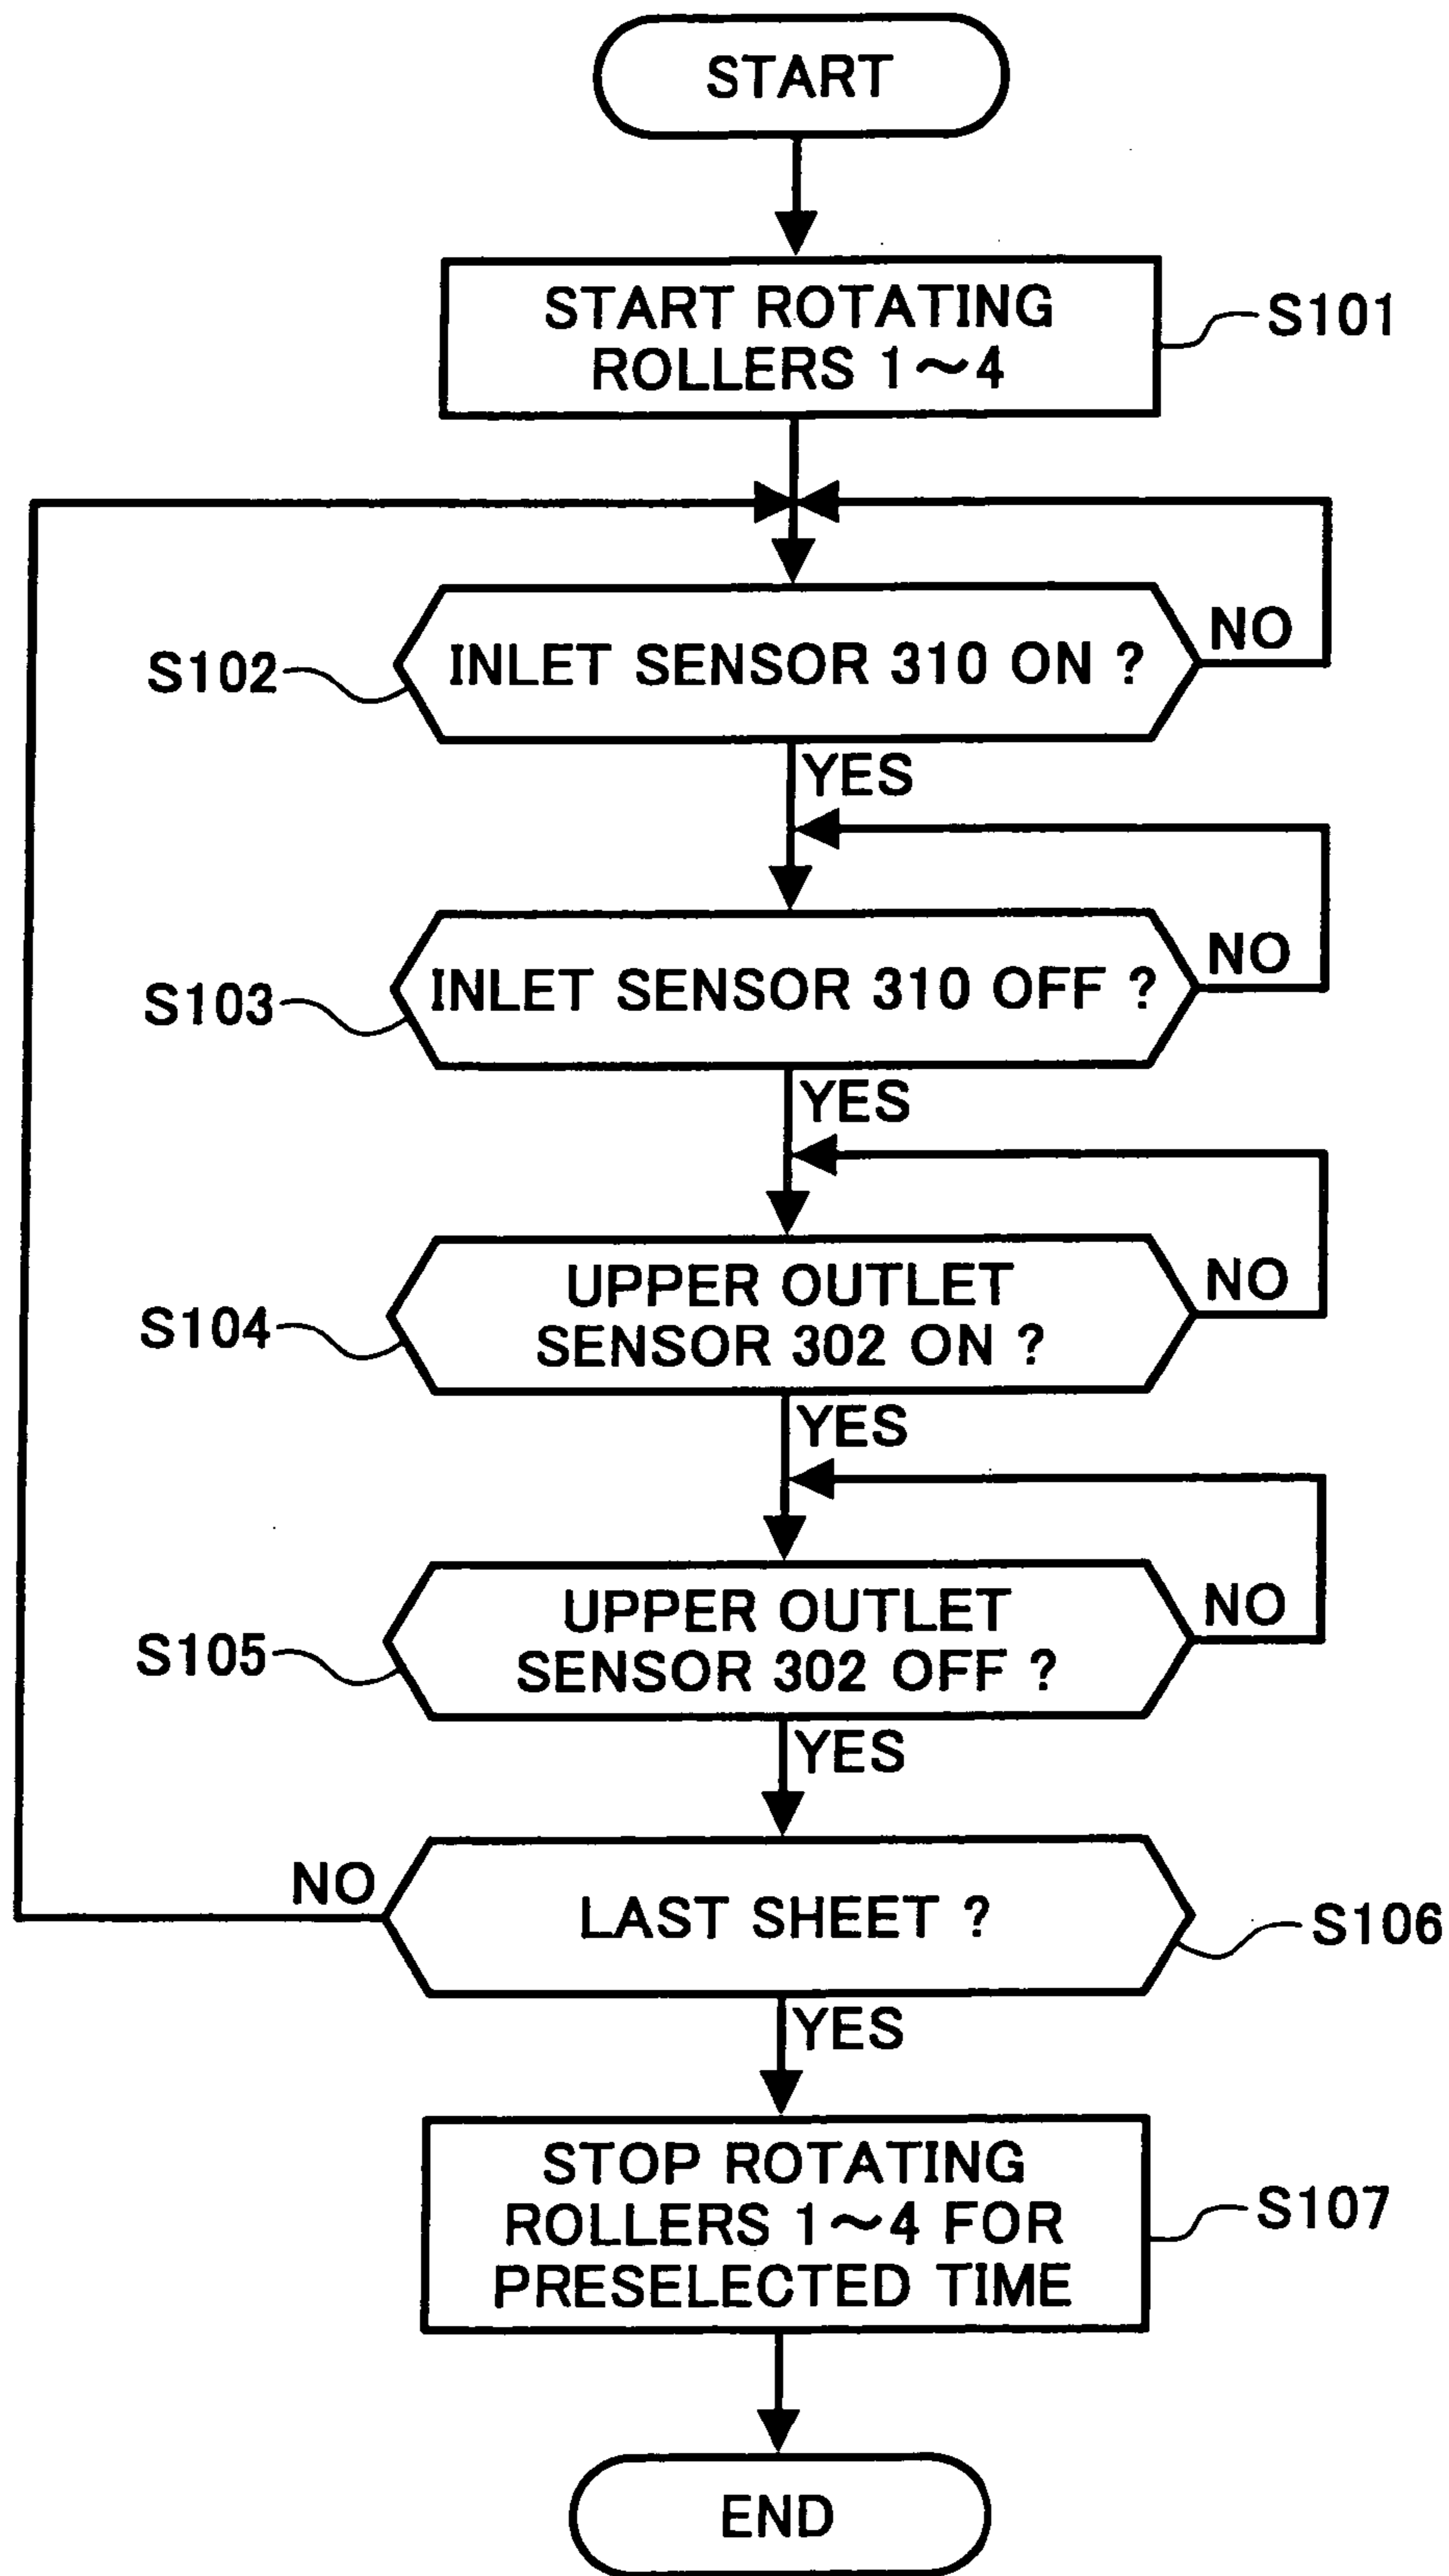 START
START ROTATING
ROLLERS 1～4
S101
INLET SENSOR 310 ON ?
NO
S102
YES
INLET SENSOR 310 OFF ?
NO
S103
YES
UPPER OUTLET
SENSOR 302 ON ?
NO
S104
YES
UPPER OUTLET
SENSOR 302 OFF ?
NO
S105
YES
NO
LAST SHEET ?
S106
YES
STOP ROTATING
ROLLERS 1～4 FOR
PRESELECTED TIME
S107
END